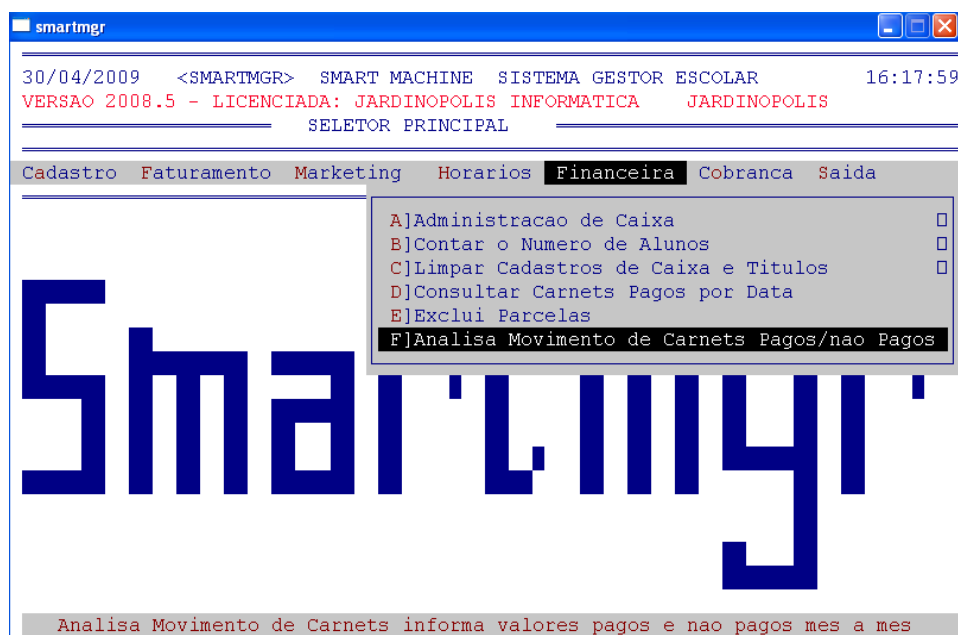 smartmgr
30/04/2009 <SMARTMGR> SMART MACHINE SISTEMA GESTOR ESCOLAR 16:17:59
VERSAO 2008.5 - LICENCIADA: JARDINOPOLIS INFORMATICA JARDINOPOLIS
SELETOR PRINCIPAL
Cadastro Faturamento Marketing Horarios Financeira Cobranca Saida
A]Administracao de Caixa
B]Contar o Numero de Alunos
C]Limpar Cadastros de Caixa e Titulos
D]Consultar Carnets Pagos por Data
E]Exclui Parcelas
F]Analisa Movimento de Carnets Pagos/nao Pagos
Smartmgr
Analisa Movimento de Carnets informa valores pagos e nao pagos mes a mes